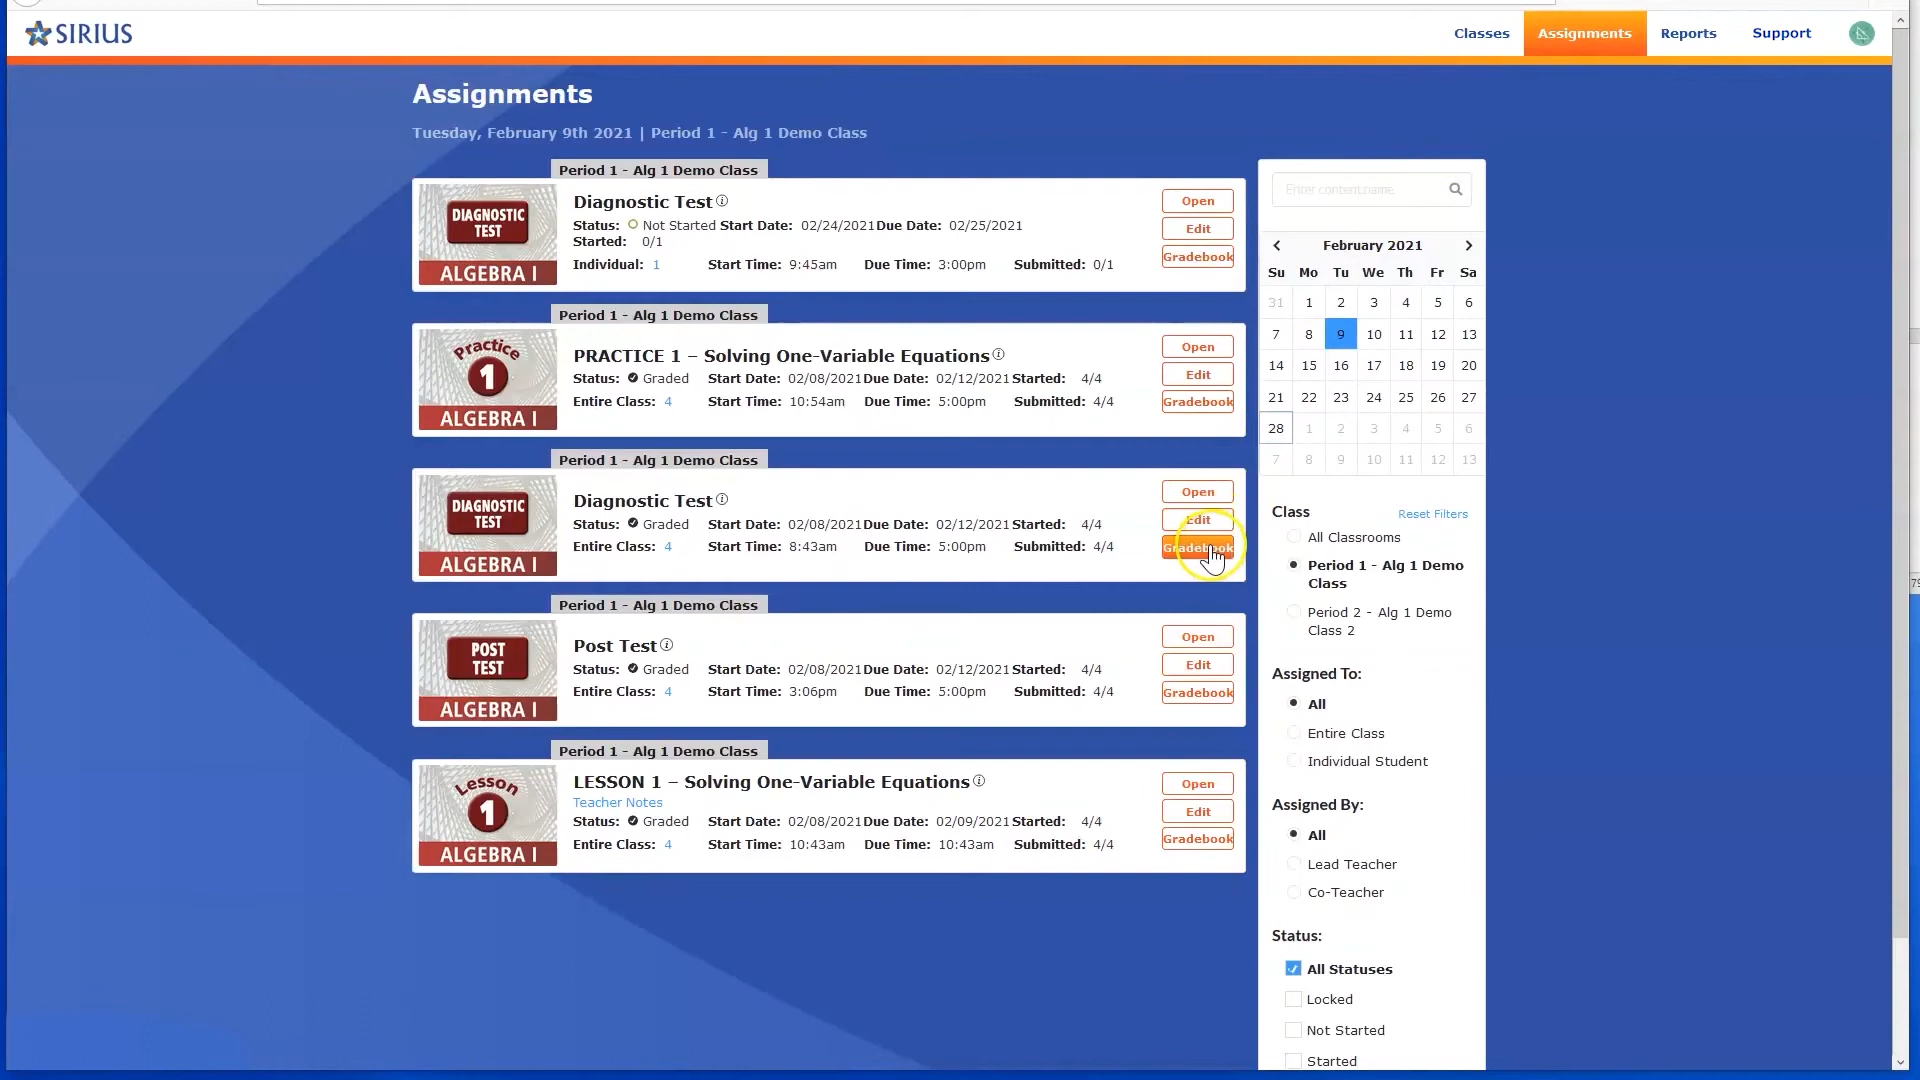 SIRIUS
Classes Assignments Reports Support
Assignments
Tuesday, February 9th 2021 | Period 1 - Alg 1 Demo Class
Period 1 - Alg 1 Demo Class
DIAGNOSTIC
TEST
ALGEBRA I
Diagnostic Test
Status: Not Started Start Date: 02/24/2021 Due Date: 02/25/2021
Started: 0/1
Individual: 1 Start Time: 9:45am Due Time: 3:00pm Submitted: 0/1
Open
Edit
Gradebook
Period 1 - Alg 1 Demo Class
Practice
1
ALGEBRA I
PRACTICE 1 – Solving One-Variable Equations
Status: Graded Start Date: 02/08/2021 Due Date: 02/12/2021 Started: 4/4
Entire Class: 4 Start Time: 10:54am Due Time: 5:00pm Submitted: 4/4
Open
Edit
Gradebook
Period 1 - Alg 1 Demo Class
DIAGNOSTIC
TEST
ALGEBRA I
Diagnostic Test
Status: Graded Start Date: 02/08/2021 Due Date: 02/12/2021 Started: 4/4
Entire Class: 4 Start Time: 8:43am Due Time: 5:00pm Submitted: 4/4
Open
Edit
Gradebook
Period 1 - Alg 1 Demo Class
POST
TEST
ALGEBRA I
Post Test
Status: Graded Start Date: 02/08/2021 Due Date: 02/12/2021 Started: 4/4
Entire Class: 4 Start Time: 3:06pm Due Time: 5:00pm Submitted: 4/4
Open
Edit
Gradebook
Period 1 - Alg 1 Demo Class
Lesson
1
ALGEBRA I
LESSON 1 – Solving One-Variable Equations
Teacher Notes
Status: Graded Start Date: 02/08/2021 Due Date: 02/09/2021 Started: 4/4
Entire Class: 4 Start Time: 10:43am Due Time: 10:43am Submitted: 4/4
Open
Edit
Gradebook
Enter content name.
February 2021
Su Mo Tu We Th Fr Sa
31 1 2 3 4 5 6
7 8 9 10 11 12 13
14 15 16 17 18 19 20
21 22 23 24 25 26 27
28 1 2 3 4 5 6
7 8 9 10 11 12 13
Class Reset Filters
All Classrooms
Period 1 - Alg 1 Demo
Class
Period 2 - Alg 1 Demo
Class 2
Assigned To:
All
Entire Class
Individual Student
Assigned By:
All
Lead Teacher
Co-Teacher
Status:
All Statuses
Locked
Not Started
Started